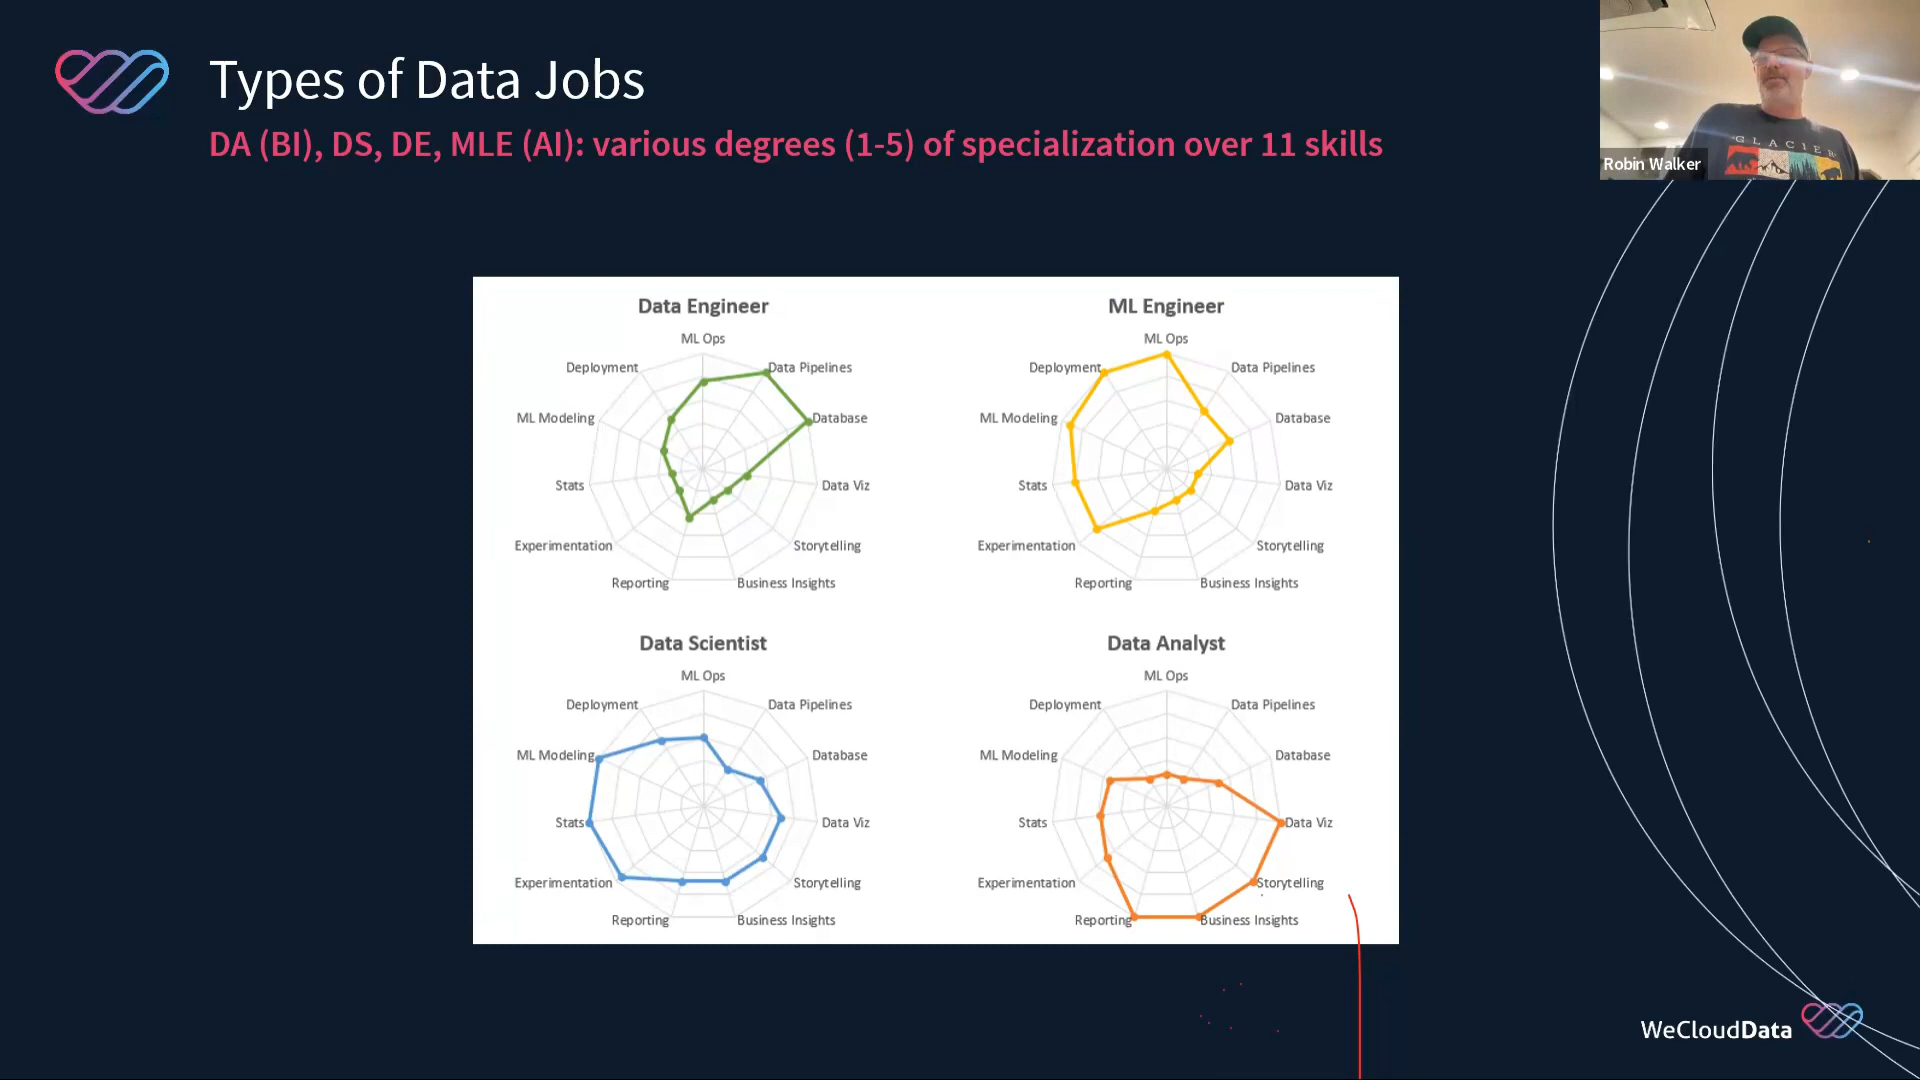 Types of Data Jobs
DA (BI), DS, DE, MLE (AI): various degrees (1-5) of specialization over 11 skills
GLACIER
Robin Walker
Data Engineer
ML Ops
Deployment
Data Pipelines
ML Modeling
Database
Stats
Data Viz
Experimentation
Storytelling
Reporting
Business Insights
ML Engineer
ML Ops
Deployment
Data Pipelines
ML Modeling
Database
Stats
Data Viz
Experimentation
Storytelling
Reporting
Business Insights
Data Scientist
ML Ops
Deployment
Data Pipelines
ML Modeling
Database
Stats
Data Viz
Experimentation
Storytelling
Reporting
Business Insights
Data Analyst
ML Ops
Deployment
Data Pipelines
ML Modeling
Database
Stats
Data Viz
Experimentation
Storytelling
Reporting
Business Insights
WeCloudData